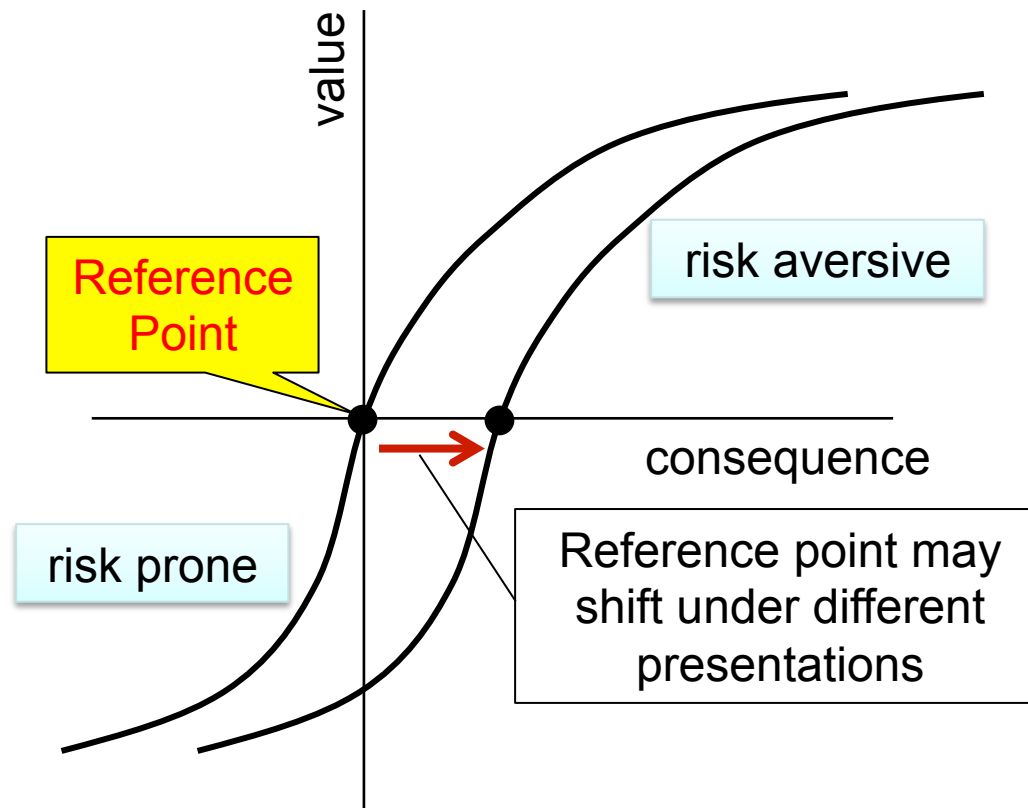 value
Reference
Point
risk aversive
consequence
risk prone
Reference point may
shift under different
presentations